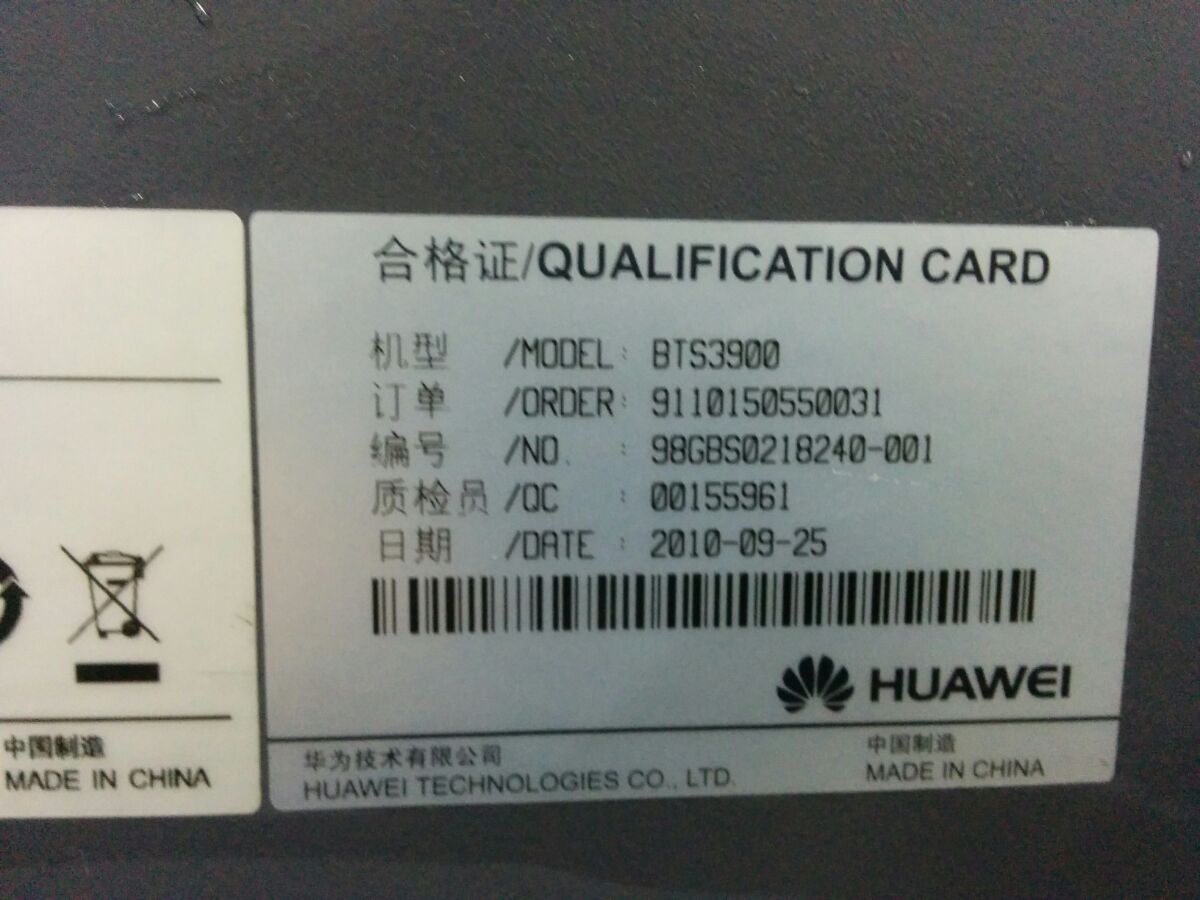 合格证/QUALIFICATION CARD
机型 /MODEL: BTS3900
订单 /ORDER: 9110150550031
编号 /NO. : 98GBS0218240-001
质检员 /QC : 00155961
日期 /DATE : 2010-09-25
HUAWEI
华为技术有限公司
HUAWEI TECHNOLOGIES CO., LTD.
中国制造
MADE IN CHINA
中国制造
MADE IN CHINA